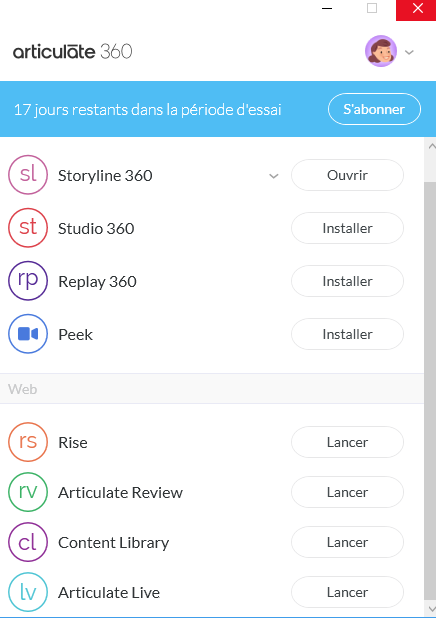 articulate 360
17 jours restants dans la période d'essai S'abonner
sl Storyline 360 Ouvrir
st Studio 360 Installer
rp Replay 360 Installer
Peek Installer
Web
rs Rise Lancer
rv Articulate Review Lancer
cl Content Library Lancer
lv Articulate Live Lancer